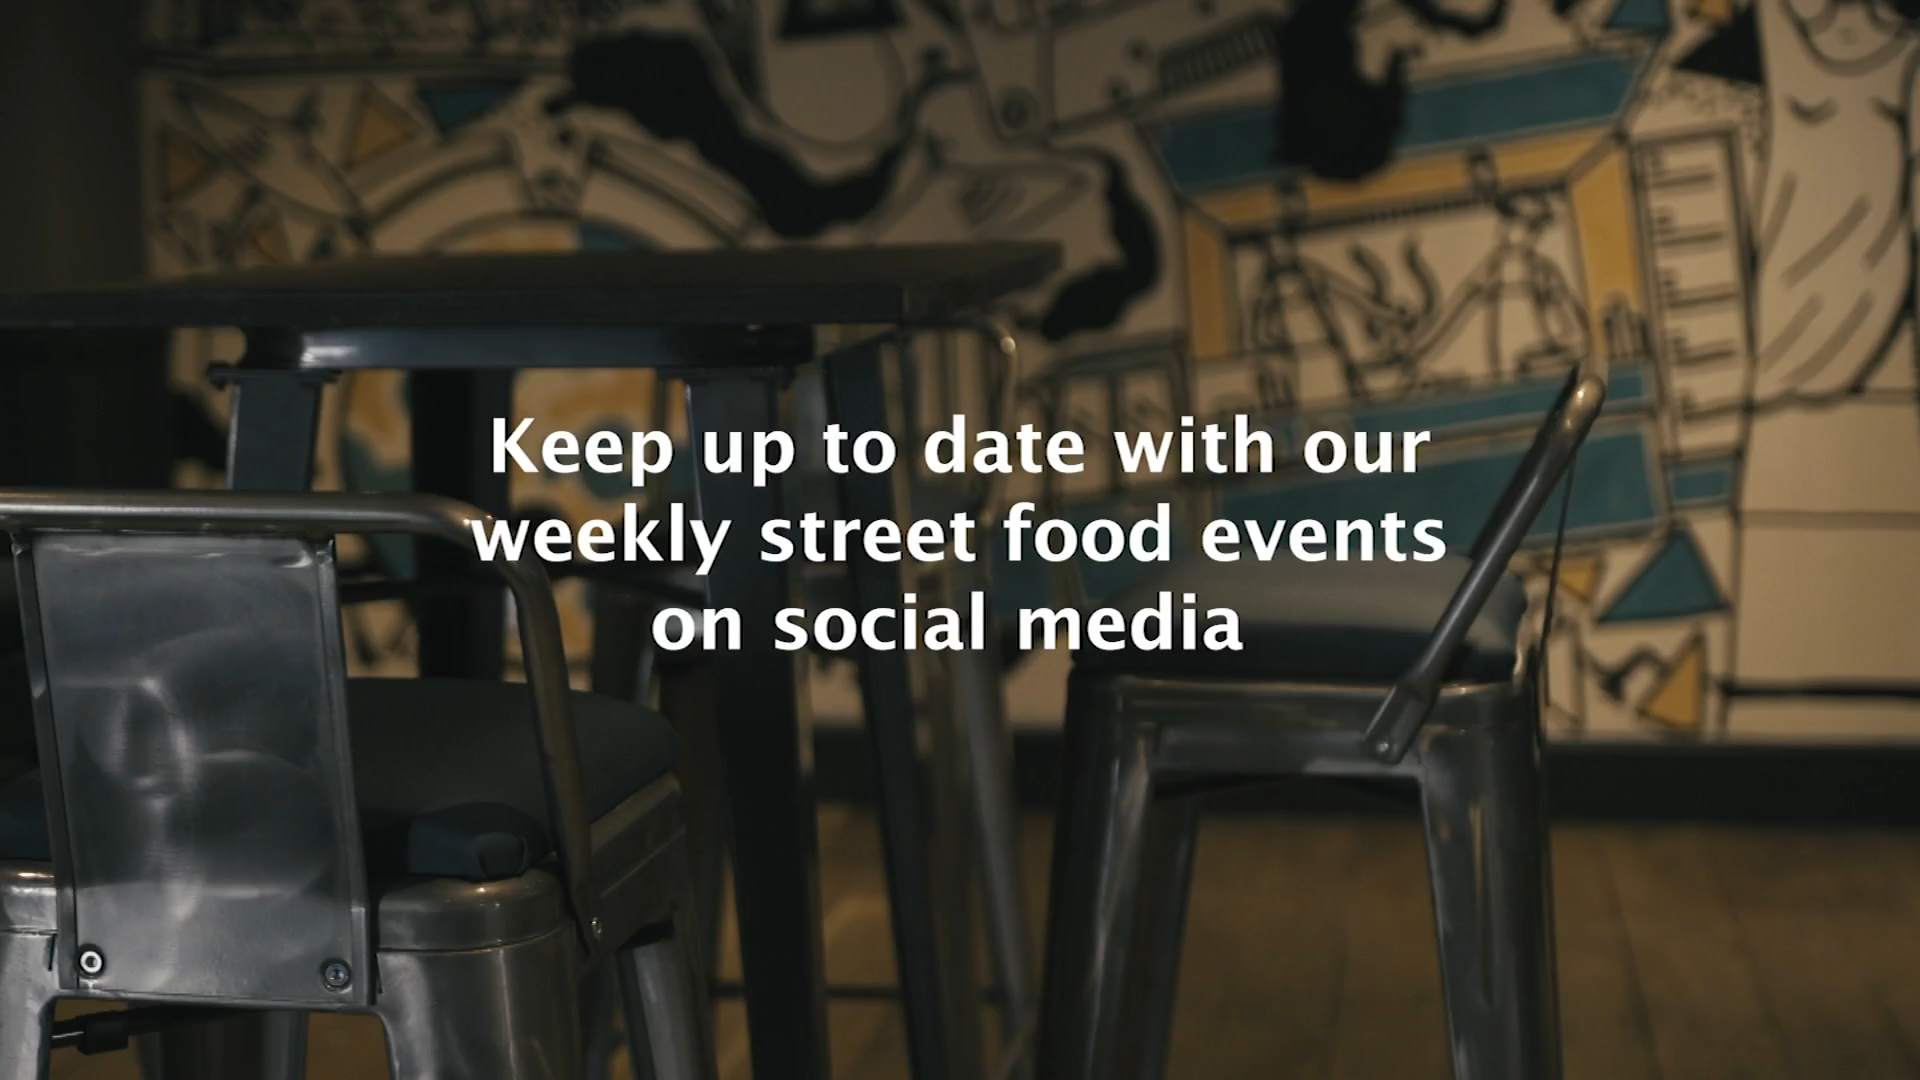 Keep up to date with our
weekly street food events
on social media